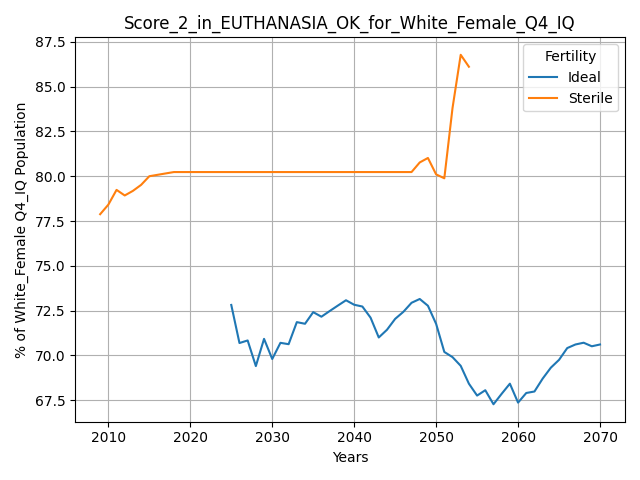 Score_2_in_EUTHANASIA_OK_for_White_Female_Q4_IQ
% of White_Female Q4_IQ Population
87.5
85.0
82.5
80.0
77.5
75.0
72.5
70.0
67.5
Fertility
Ideal
Sterile
2010 2020 2030 2040 2050 2060 2070
Years